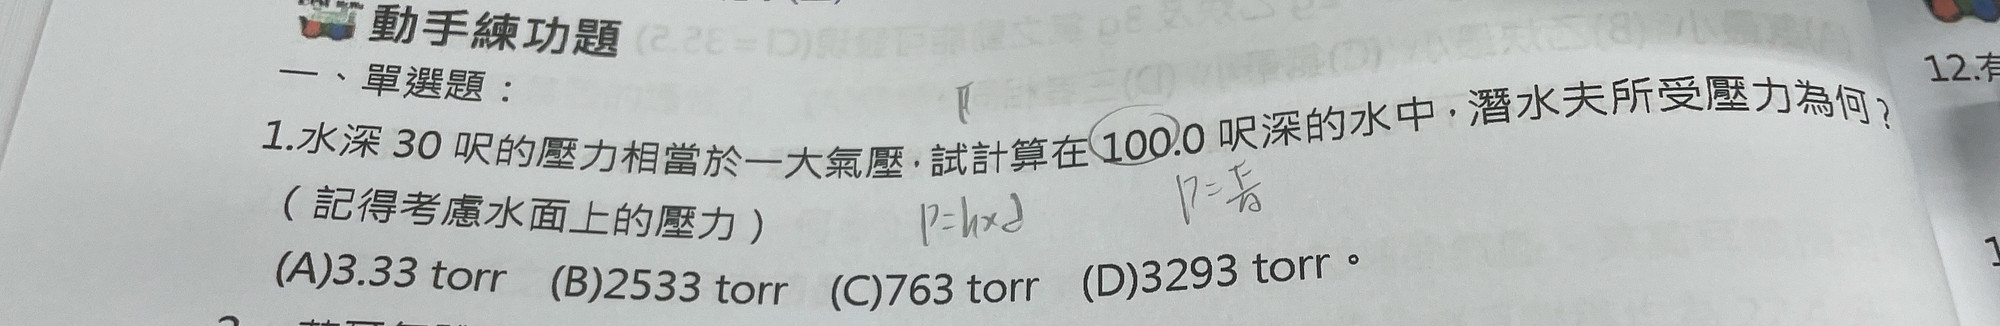 動手練功題
一、單選題：
12.有
1.水深 30 呎的壓力相當於一大氣壓，試計算在 100.0 呎深的水中，潛水夫所受壓力為何？
（記得考慮水面上的壓力）
P=h×d
P=F/a
(A)3.33 torr (B)2533 torr (C)763 torr (D)3293 torr。